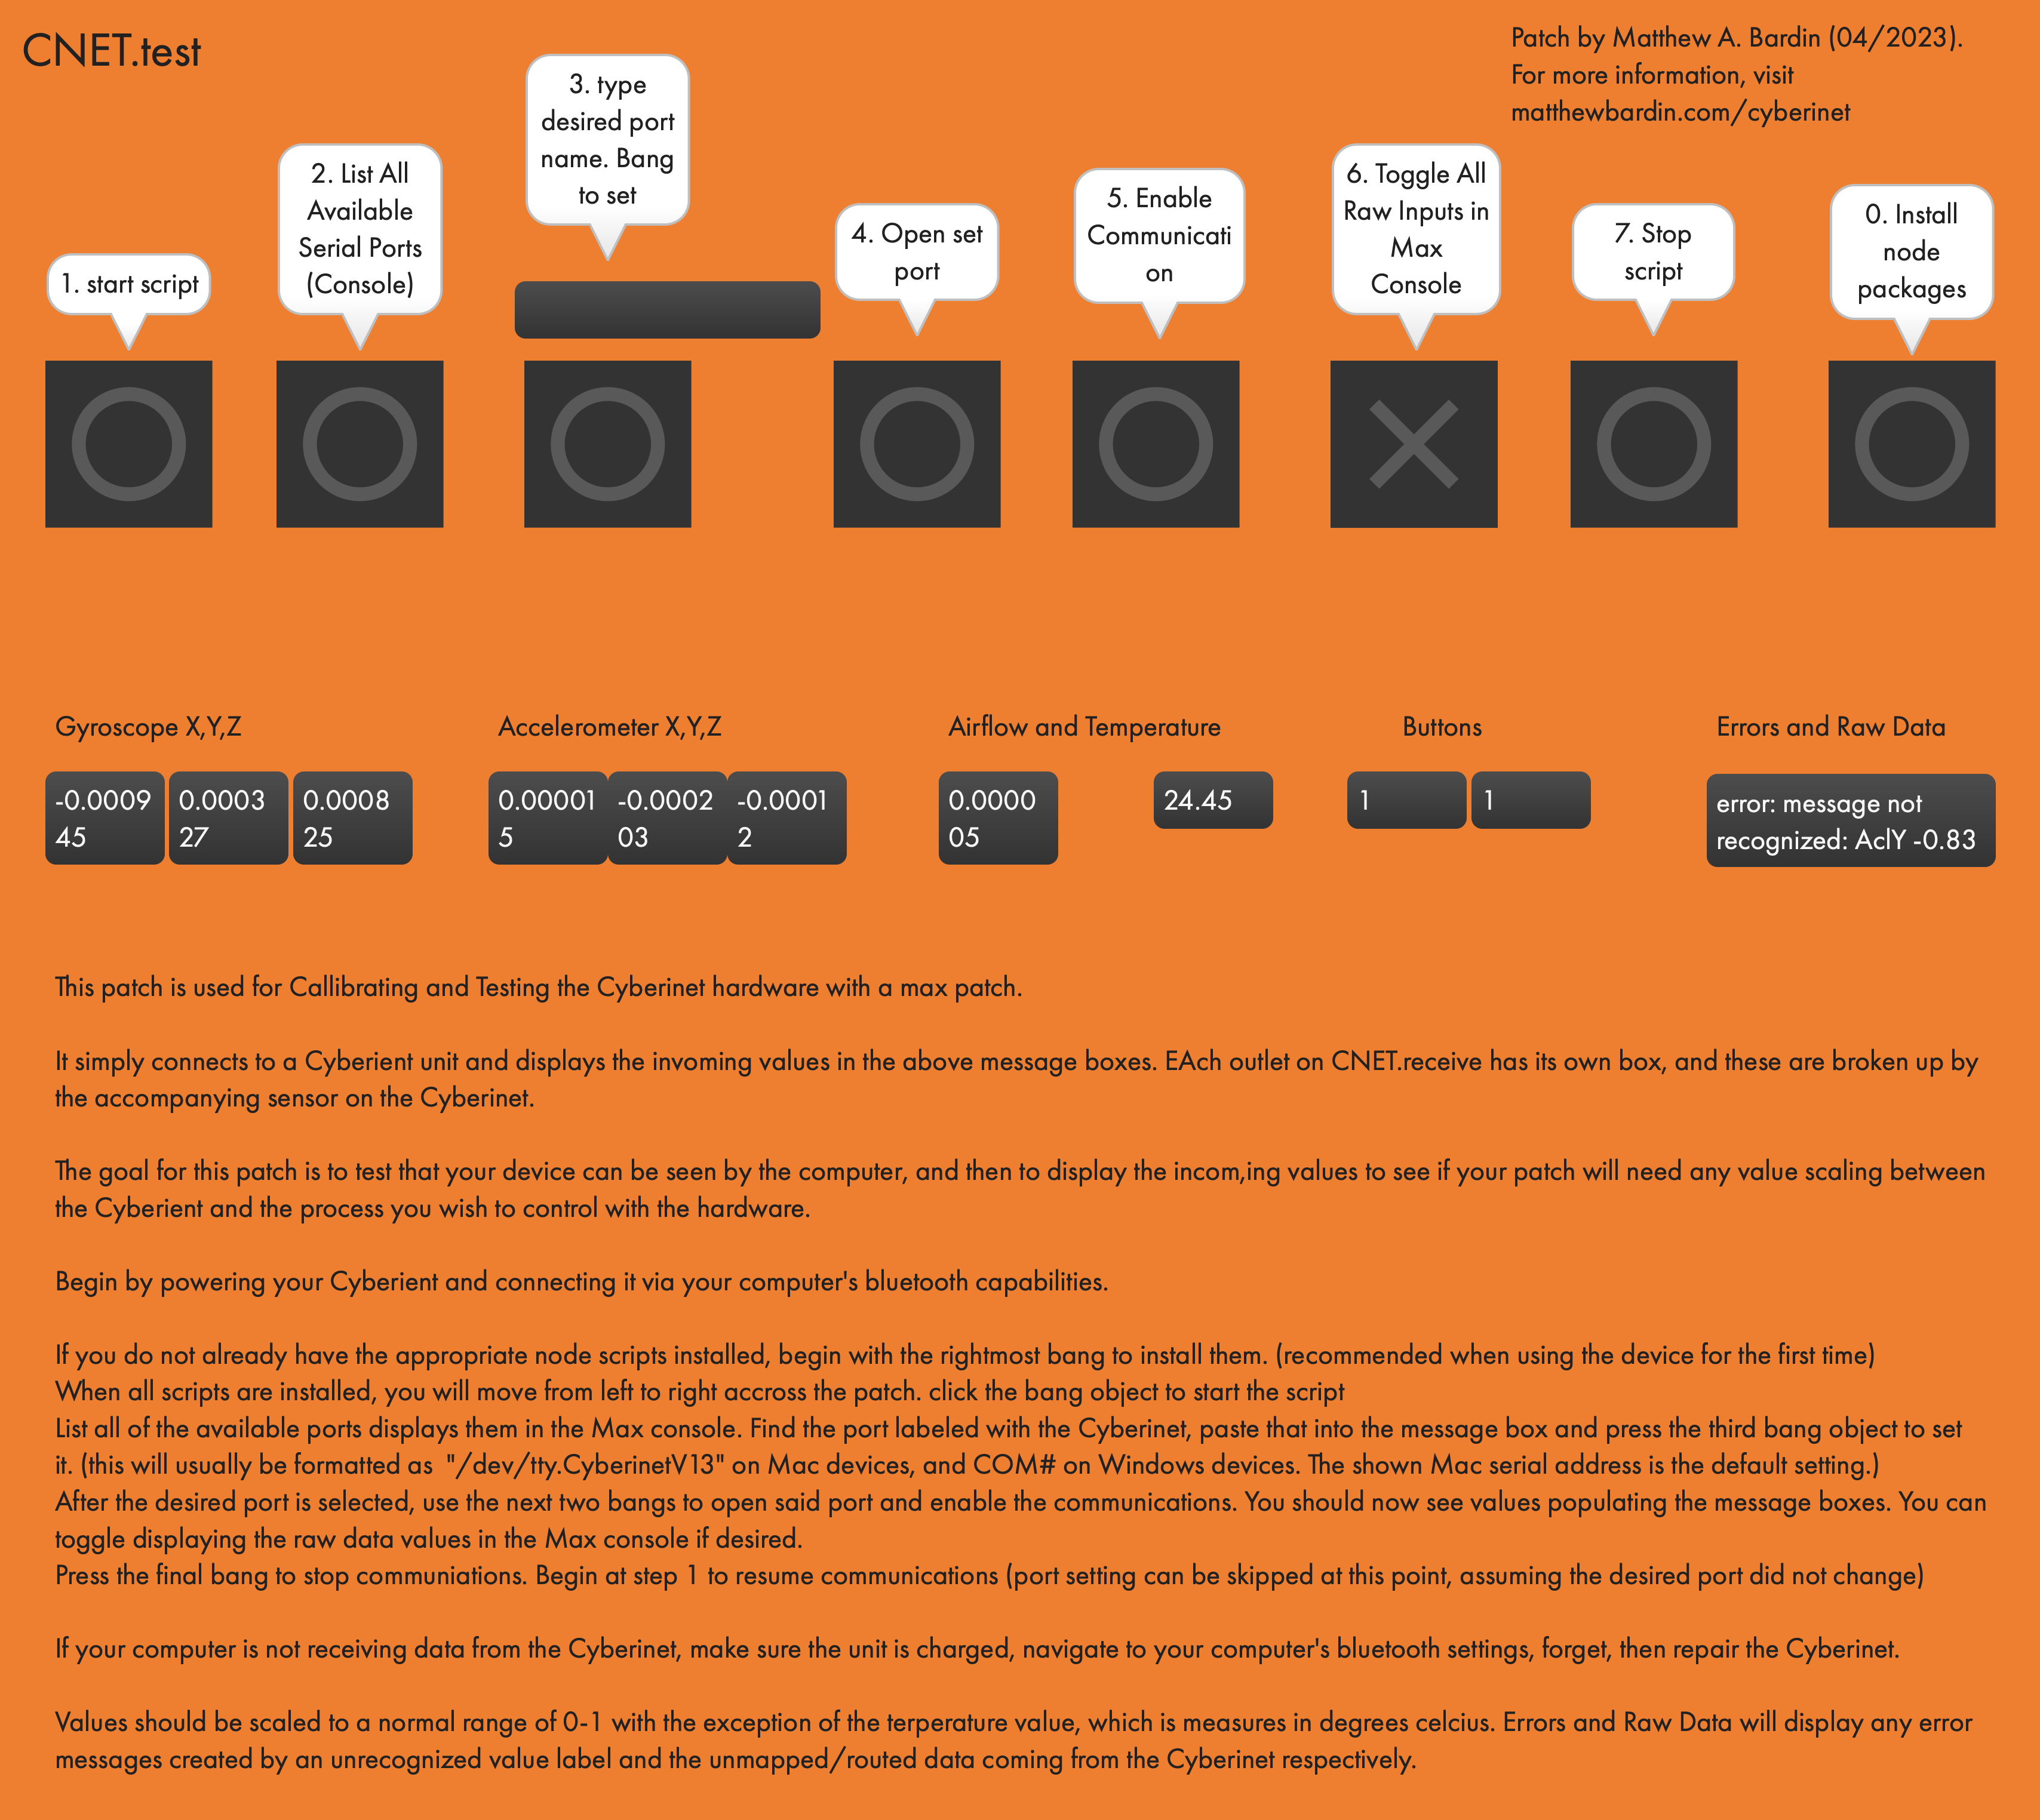 CNET.test
Patch by Matthew A. Bardin (04/2023).
For more information, visit
matthewbardin.com/cyberinet
1. start script
2. List All
Available
Serial Ports
(Console)
3. type
desired port
name. Bang
to set
4. Open set
port
5. Enable
Communicati
on
6. Toggle All
Raw Inputs in
Max
Console
7. Stop
script
0. Install
node
packages
Gyroscope X,Y,Z
-0.0009
45
0.0003
27
0.0008
25
Accelerometer X,Y,Z
0.00001
5
-0.0002
03
-0.0001
2
Airflow and Temperature
0.0000
05
24.45
Buttons
1
1
Errors and Raw Data
error: message not
recognized: AclY -0.83
This patch is used for Callibrating and Testing the Cyberinet hardware with a max patch.
It simply connects to a Cyberient unit and displays the invoming values in the above message boxes. EAch outlet on CNET.receive has its own box, and these are broken up by
the accompanying sensor on the Cyberinet.
The goal for this patch is to test that your device can be seen by the computer, and then to display the incom,ing values to see if your patch will need any value scaling between
the Cyberient and the process you wish to control with the hardware.
Begin by powering your Cyberient and connecting it via your computer's bluetooth capabilities.
If you do not already have the appropriate node scripts installed, begin with the rightmost bang to install them. (recommended when using the device for the first time)
When all scripts are installed, you will move from left to right accross the patch. click the bang object to start the script
List all of the available ports displays them in the Max console. Find the port labeled with the Cyberinet, paste that into the message box and press the third bang object to set
it. (this will usually be formatted as  "/dev/tty.CyberinetV13" on Mac devices, and COM# on Windows devices. The shown Mac serial address is the default setting.)
After the desired port is selected, use the next two bangs to open said port and enable the communications. You should now see values populating the message boxes. You can
toggle displaying the raw data values in the Max console if desired.
Press the final bang to stop communiations. Begin at step 1 to resume communications (port setting can be skipped at this point, assuming the desired port did not change)
If your computer is not receiving data from the Cyberinet, make sure the unit is charged, navigate to your computer's bluetooth settings, forget, then repair the Cyberinet.
Values should be scaled to a normal range of 0-1 with the exception of the terperature value, which is measures in degrees celcius. Errors and Raw Data will display any error
messages created by an unrecognized value label and the unmapped/routed data coming from the Cyberinet respectively.